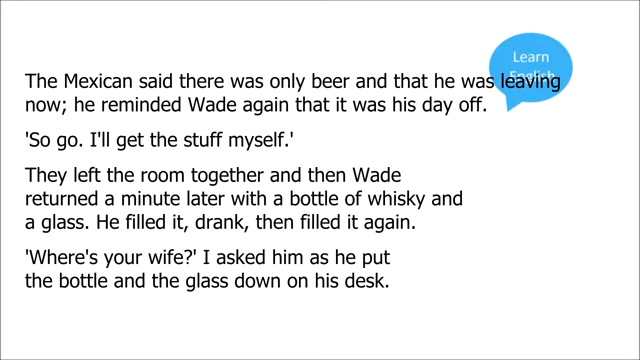 Learn
English
The Mexican said there was only beer and that he was leaving
now; he reminded Wade again that it was his day off.
'So go. I'll get the stuff myself.'
They left the room together and then Wade
returned a minute later with a bottle of whisky and
a glass. He filled it, drank, then filled it again.
'Where's your wife?' I asked him as he put
the bottle and the glass down on his desk.